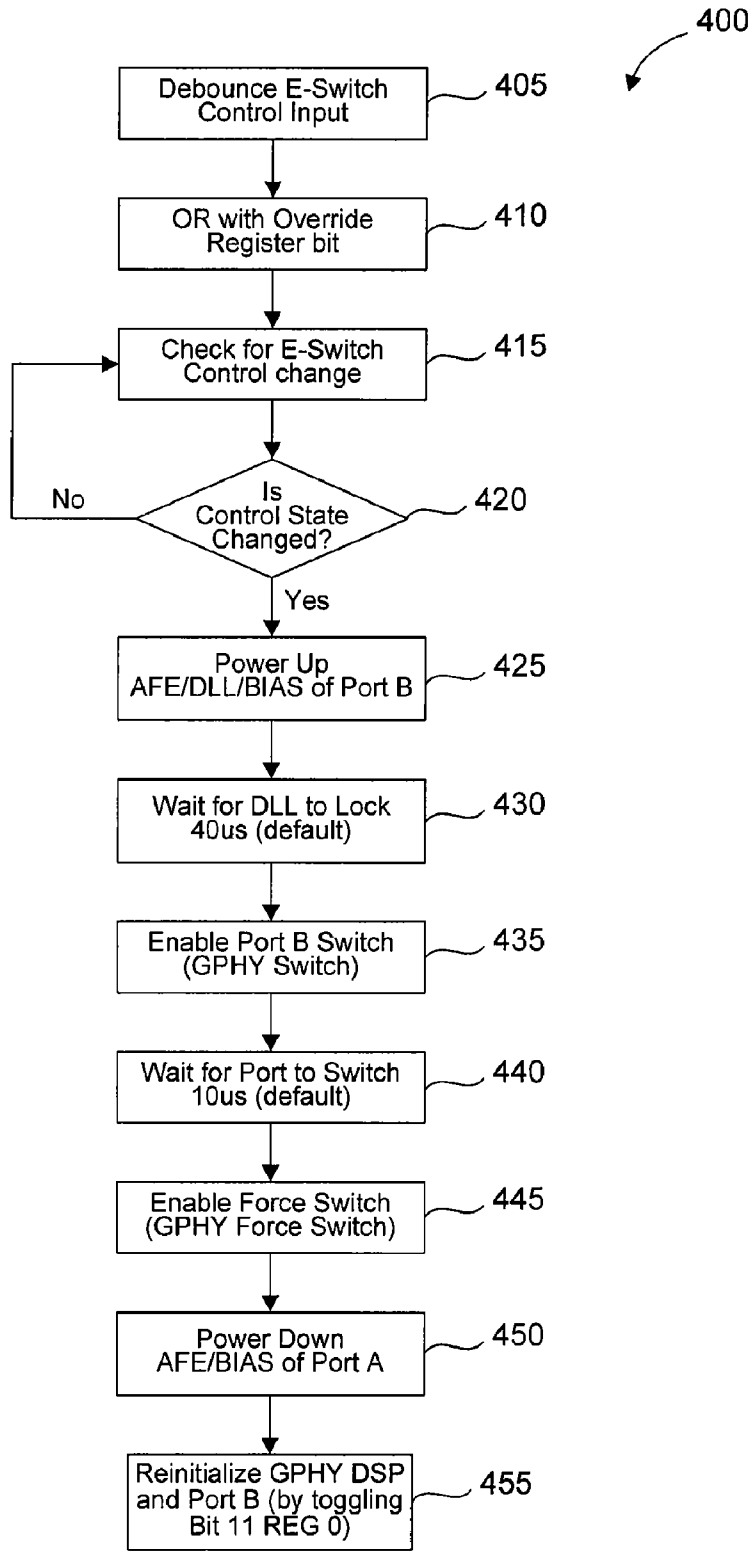 400
Debounce E-Switch
Control Input
405
OR with Override
Register bit
410
Check for E-Switch
Control change
415
Is
Control State
Changed?
420
No
Yes
Power Up
AFE/DLL/BIAS of Port B
425
Wait for DLL to Lock
40us (default)
430
Enable Port B Switch
(GPHY Switch)
435
Wait for Port to Switch
10us (default)
440
Enable Force Switch
(GPHY Force Switch)
445
Power Down
AFE/BIAS of Port A
450
Reinitialize GPHY DSP
and Port B (by toggling
Bit 11 REG 0)
455